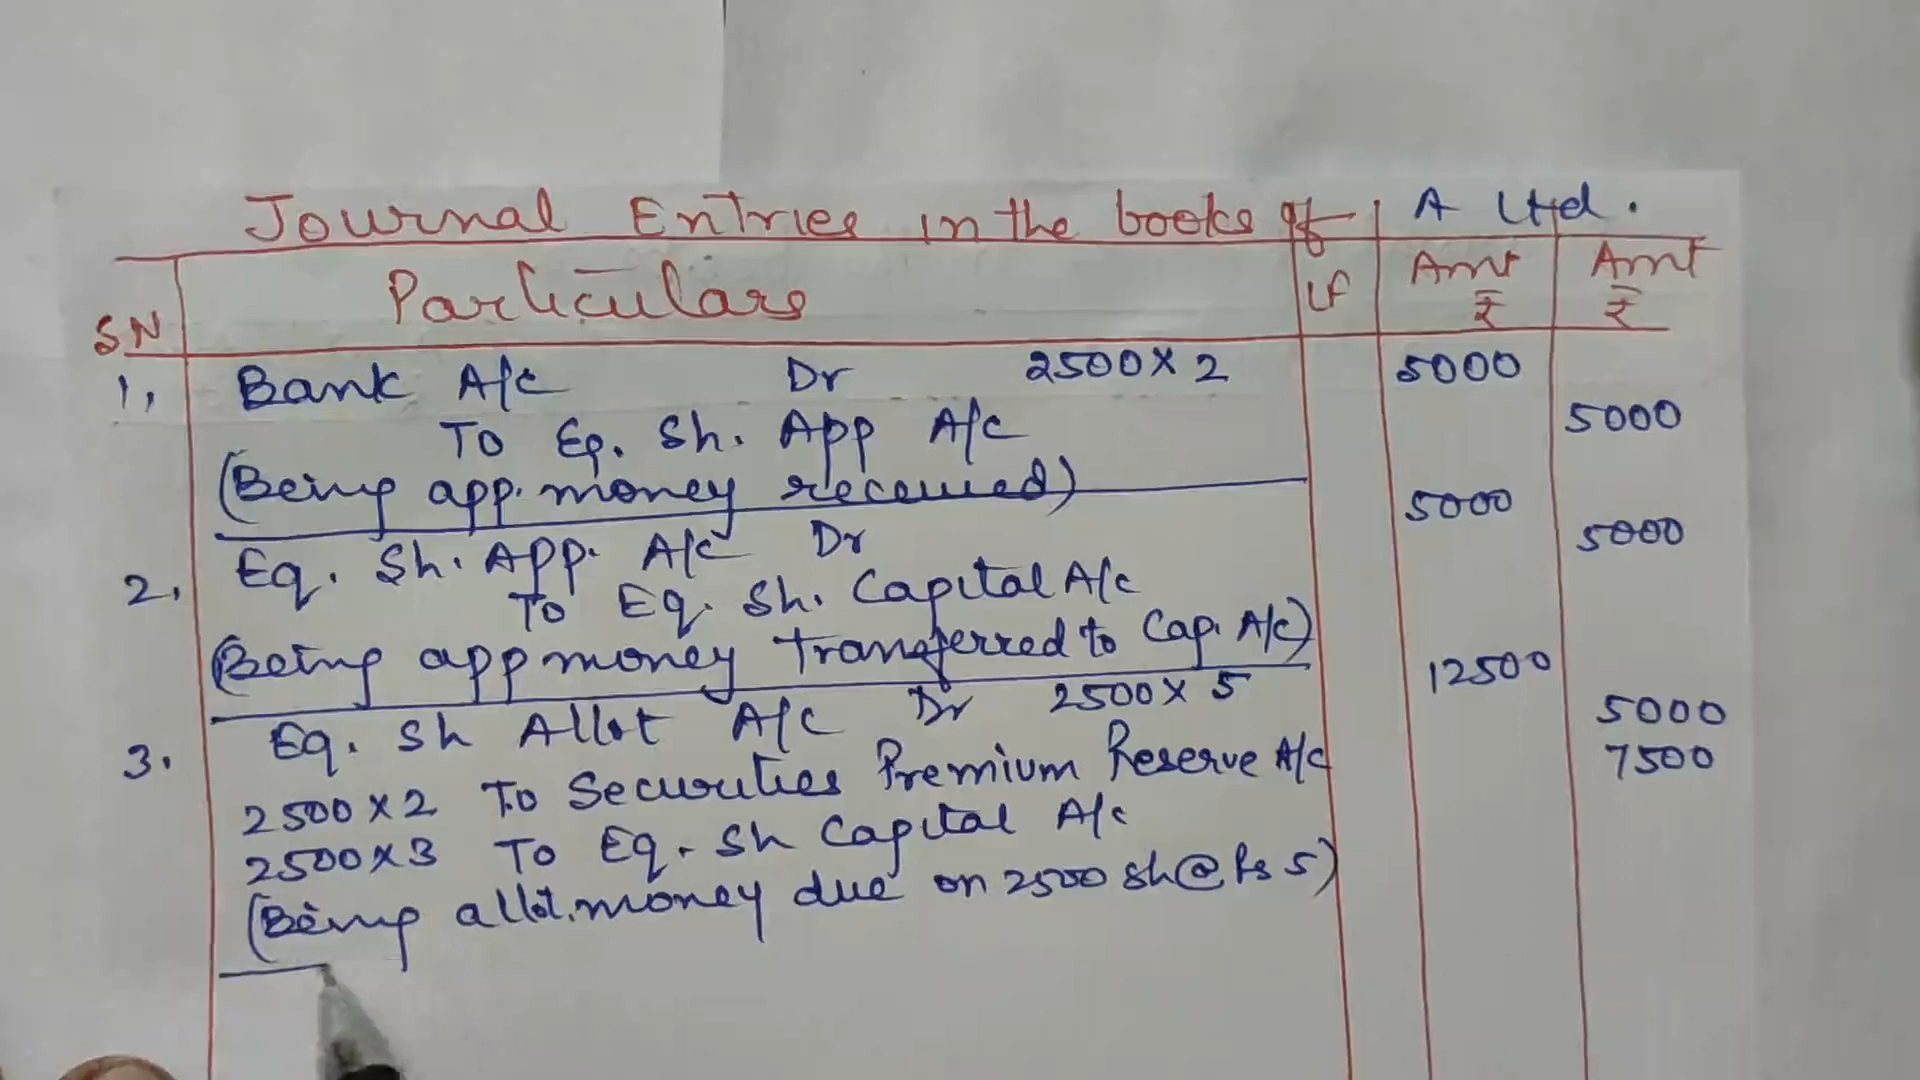 Journal Entries in the books of A Ltd.
SN Particulars LF Amt ₹ Amt ₹
1, Bank A/c Dr 2500 x 2 5000
To Eq. Sh. App A/c 5000
(Being app. money received)
2. Eq. Sh. App. A/c Dr 5000
To Eq. Sh. Capital A/c 5000
(Being app money transferred to Cap. A/c)
3. Eq. Sh Allot A/c Dr 2500 x 5 12500
2500 x 2 To Securities Premium Reserve A/c 5000
2500 x 3 To Eq. Sh Capital A/c 7500
(Being allot. money due on 2500 sh @ Rs 5)